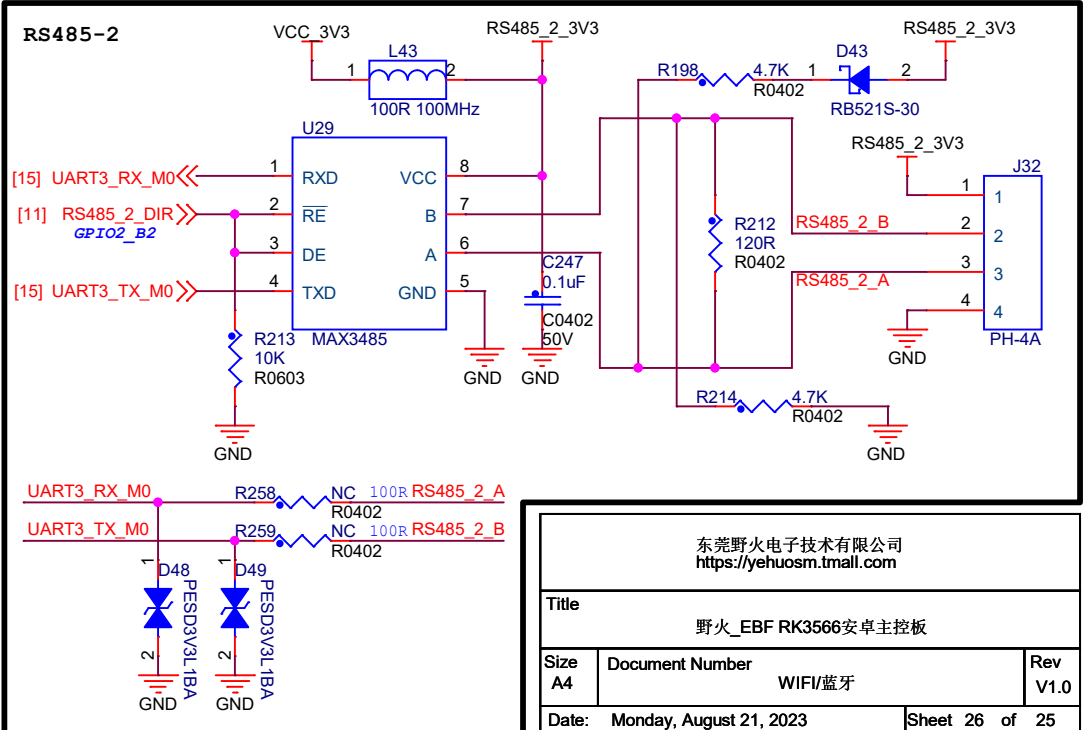 RS485-2
VCC_3V3
RS485_2_3V3
RS485_2_3V3
L43
1
2
100R 100MHz
R198
4.7K
R0402
1
D43
2
RB521S-30
U29
[15] UART3_RX_M0
1
RXD
VCC
8
[11] RS485_2_DIR
GPIO2_B2
2
RE
B
7
3
DE
A
6
[15] UART3_TX_M0
4
TXD
GND
5
MAX3485
R213
10K
R0603
GND
GND
C247
0.1uF
C0402
50V
GND
R212
120R
R0402
RS485_2_B
RS485_2_A
RS485_2_3V3
J32
1
1
2
2
3
3
4
4
PH-4A
GND
R214
4.7K
R0402
GND
UART3_RX_M0
R258
NC
100R
RS485_2_A
R0402
UART3_TX_M0
R259
NC
100R
RS485_2_B
R0402
1
D48
PESD3V3L1BA
2
GND
1
D49
PESD3V3L1BA
2
GND
东莞野火电子技术有限公司
https://yehuosm.tmall.com
Title
野火_EBF RK3566安卓主控板
Size
A4
Document Number
WIFI/蓝牙
Rev
V1.0
Date: Monday, August 21, 2023
Sheet 26 of 25